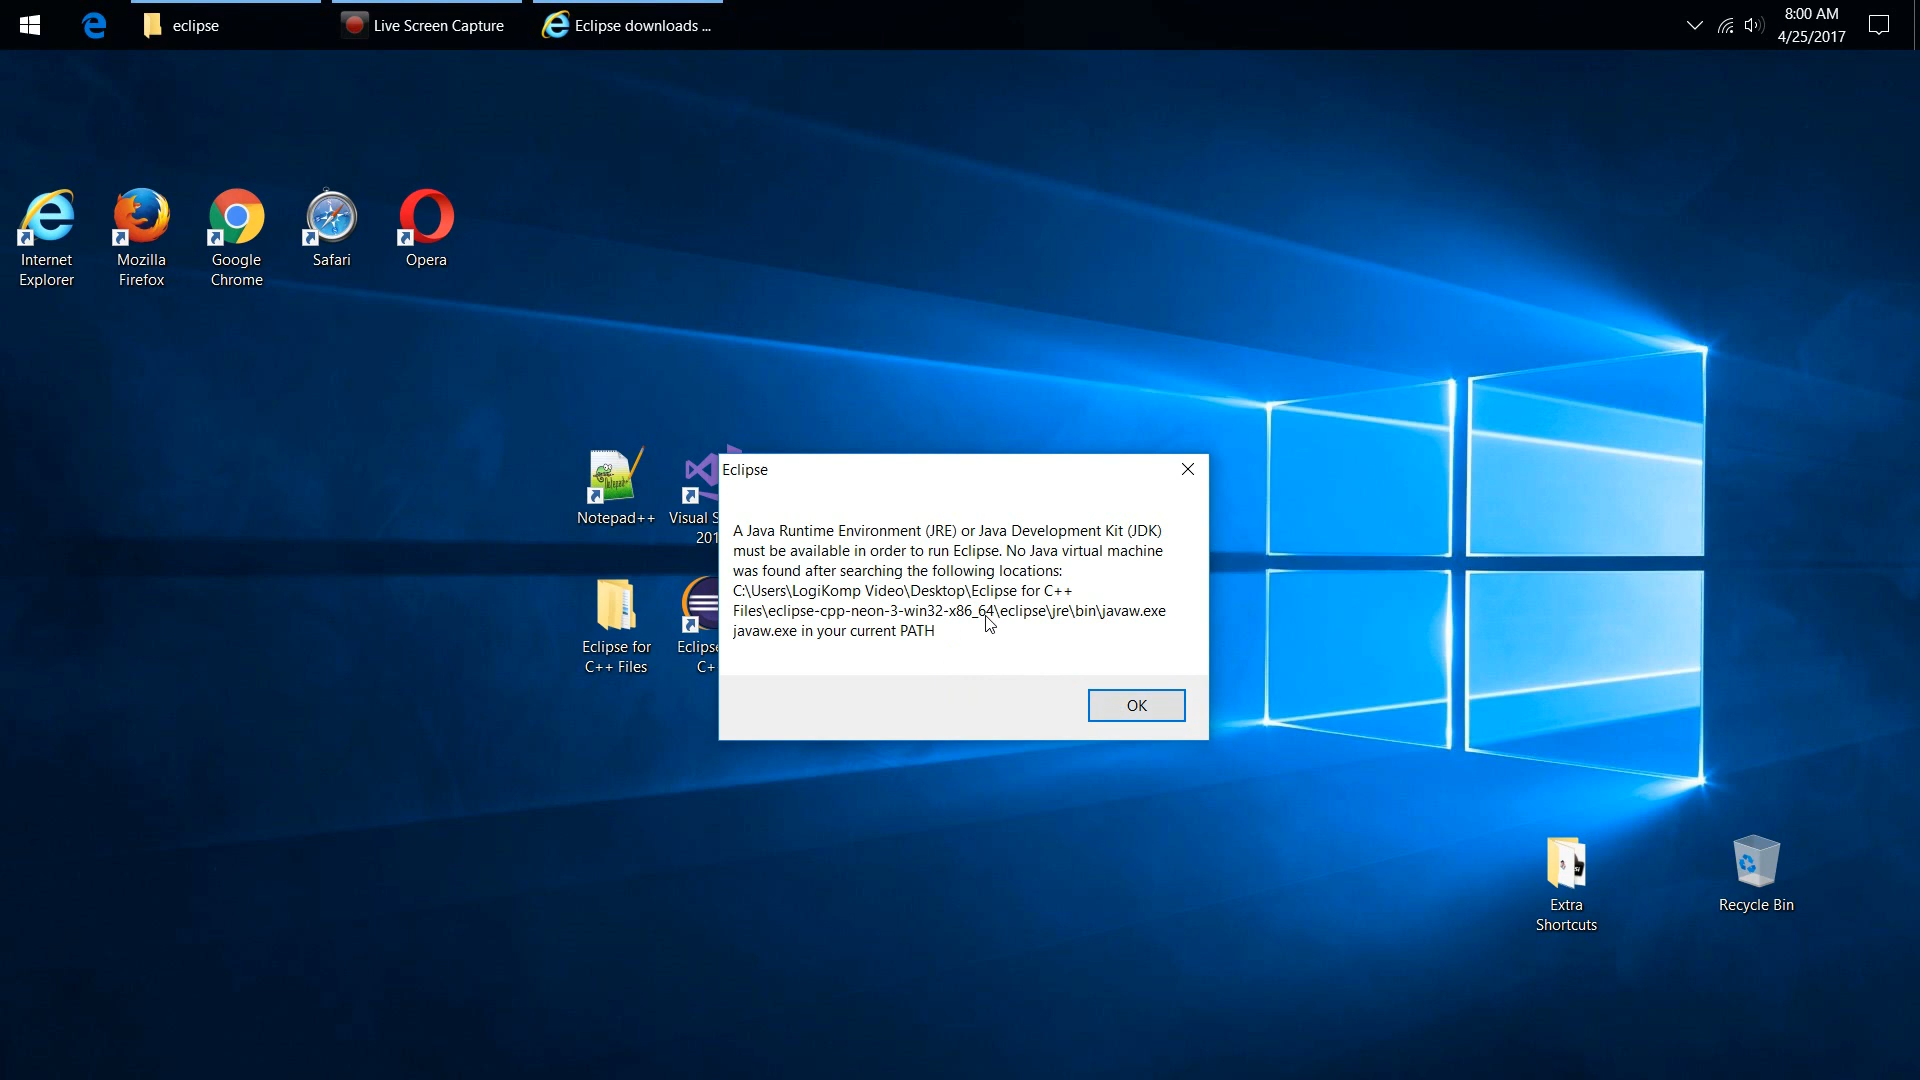 eclipse
Live Screen Capture
Eclipse downloads ...
8:00 AM
4/25/2017
Internet
Explorer
Mozilla
Firefox
Google
Chrome
Safari
Opera
Notepad++
Visual S
201
Eclipse for
C++ Files
Eclipse
C+
Eclipse
A Java Runtime Environment (JRE) or Java Development Kit (JDK)
must be available in order to run Eclipse. No Java virtual machine
was found after searching the following locations:
C:\Users\LogiKomp Video\Desktop\Eclipse for C++
Files\eclipse-cpp-neon-3-win32-x86_64\eclipse\jre\bin\javaw.exe
javaw.exe in your current PATH
OK
Extra
Shortcuts
Recycle Bin